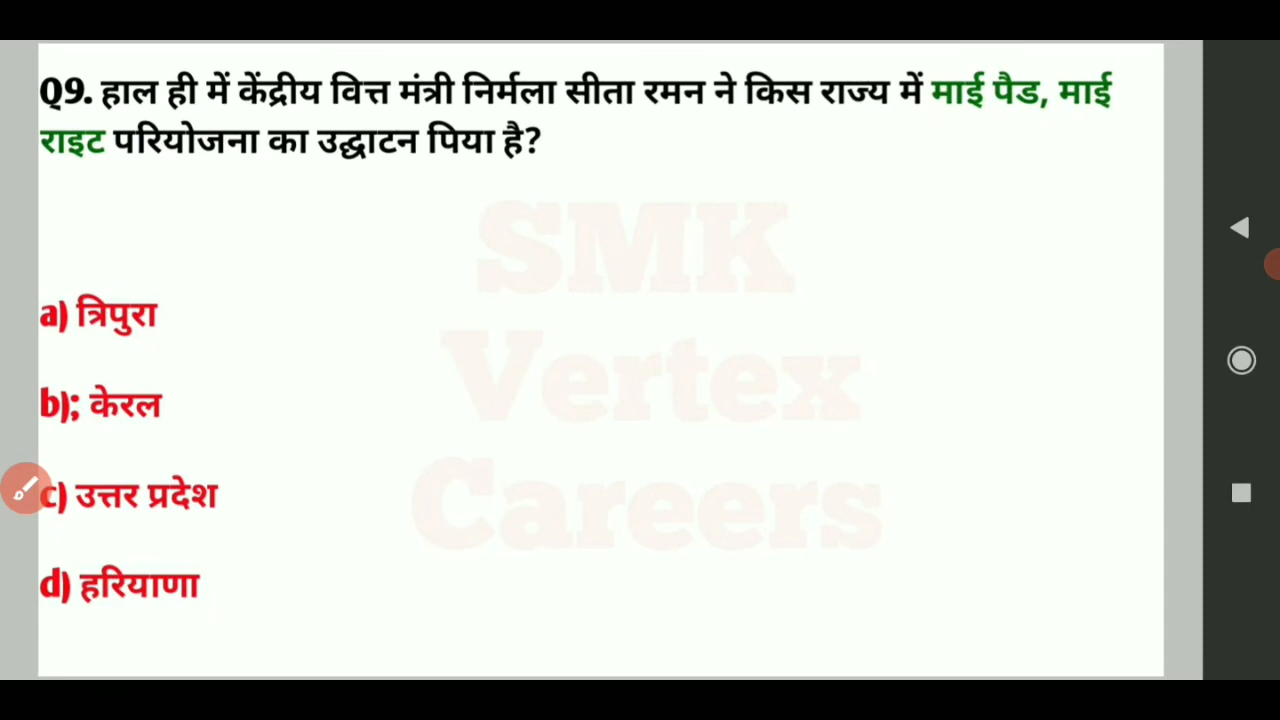 Q9. हाल ही में केंद्रीय वित्त मंत्री निर्मला सीता रमन ने किस राज्य में माई पैड, माई
राइट परियोजना का उद्घाटन पिया है?
SMK
Vertex
Careers
a) त्रिपुरा
b); केरल
c) उत्तर प्रदेश
d) हरियाणा